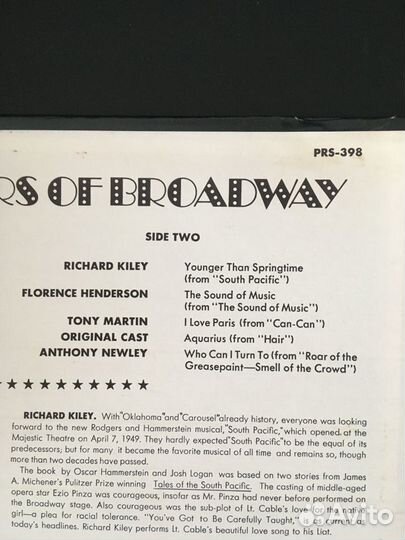 PRS-398
RS OF BROADWAY
SIDE TWO
RICHARD KILEY Younger Than Springtime
(from "South Pacific")
FLORENCE HENDERSON The Sound of Music
(from "The Sound of Music")
TONY MARTIN I Love Paris (from "Can-Can")
ORIGINAL CAST Aquarius (from "Hair")
ANTHONY NEWLEY Who Can I Turn To (from "Roar of the
Greasepaint—Smell of the Crowd")
★★★★★★★★★★★★
RICHARD KILEY. With "Oklahoma" and "Carousel" already history, everyone was looking
forward to the new Rodgers and Hammerstein musical, "South Pacific," which opened at the
Majestic Theatre on April 7, 1949. They hardly expected "South Pacific" to be the equal of its
predecessors; but for many it became the favorite musical of all time and remains so, though
more than two decades have passed.
The book by Oscar Hammerstein and Josh Logan was based on two stories from James
A. Michener's Pulitzer Prize winning Tales of the South Pacific. The casting of middle-aged
opera star Ezio Pinza was courageous, insofar as Mr. Pinza had never before performed on
the Broadway stage. Also courageous was the sub-plot of Lt. Cable's love for
girl—a plea for racial tolerance. "You've Got to Be Carefully Taught," is as current as
today's headlines. Richard Kiley performs Lt. Cable's beautiful love song to his Liat.
Avito